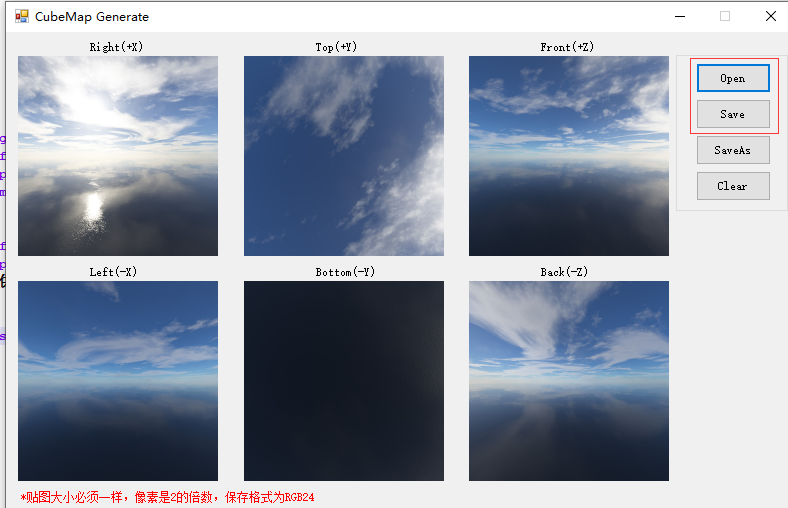 CubeMap Generate
Right(+X)
Top(+Y)
Front(+Z)
Open
Save
SaveAs
Clear
Left(-X)
Bottom(-Y)
Back(-Z)
*贴图大小必须一样，像素是2的倍数，保存格式为RGB24